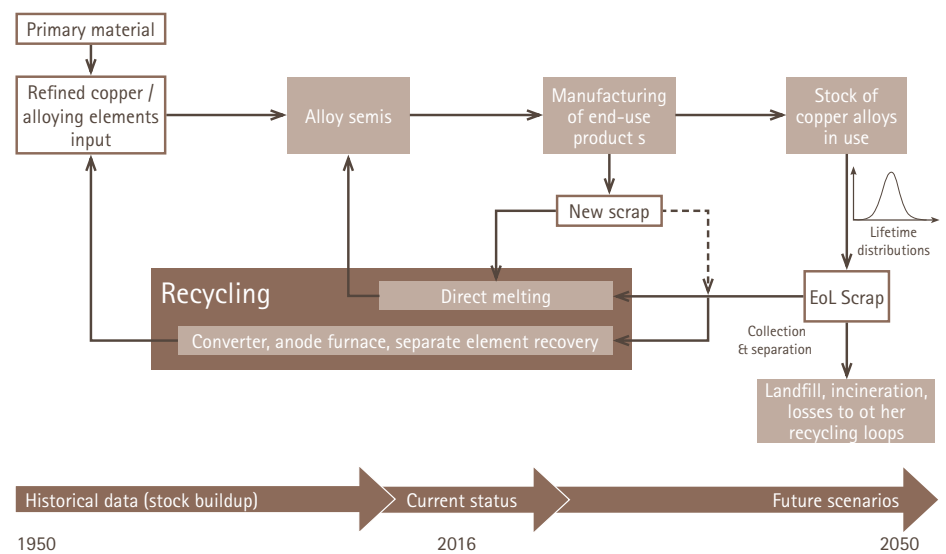 Primary material
Refined copper /
alloying elements
input
Alloy semis
Manufacturing
of end-use
product s
Stock of
copper alloys
in use
New scrap
Lifetime
distributions
Recycling
Direct melting
EoL Scrap
Converter, anode furnace, separate element recovery
Collection
& separation
Landfill, incineration,
losses to ot her
recycling loops
Historical data (stock buildup)
Current status
Future scenarios
1950
2016
2050